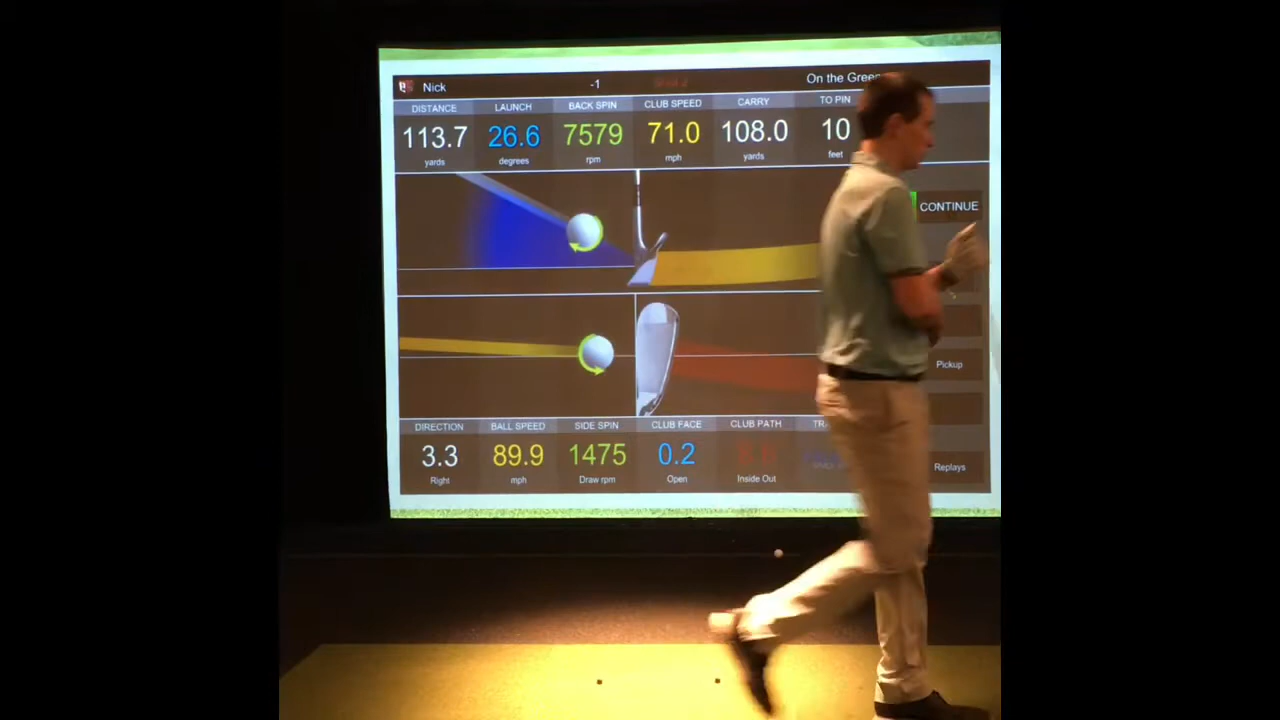 Nick -1 On the Gree
DISTANCE LAUNCH BACK SPIN CLUB SPEED CARRY TO PIN
113.7 26.6 7579 71.0 108.0 10
yards degrees rpm mph yards feet
CONTINUE
Pickup
DIRECTION BALL SPEED SIDE SPIN CLUB FACE CLUB PATH TR
3.3 89.9 1475 0.2
Right mph Draw rpm Open Inside Out
Replays